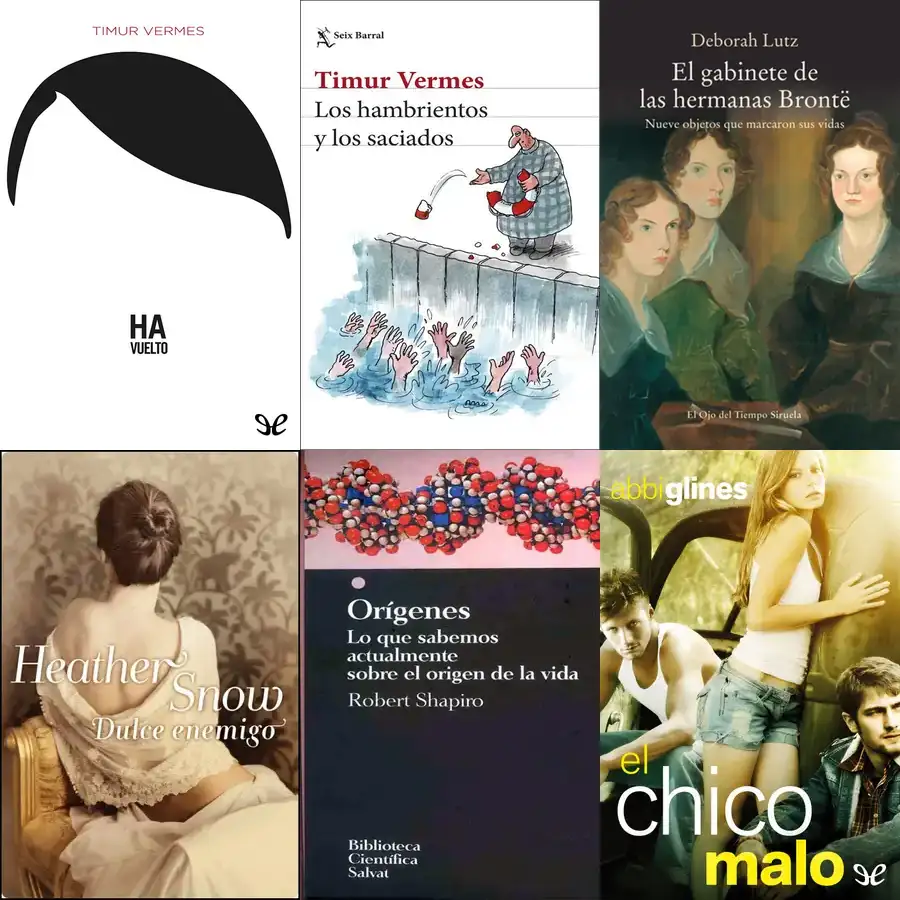 TIMUR VERMES
HA
VUELTO
Seix Barral
Timur Vermes
Los hambrientos
y los saciados
Deborah Lutz
El gabinete de
las hermanas Brontë
Nueve objetos que marcaron sus vidas
El Ojo del Tiempo Siruela
Heather
Snow
Dulce enemigo
Orígenes
Lo que sabemos
actualmente
sobre el origen de la vida
Robert Shapiro
Biblioteca
Científica
Salvat
abbiglines
el
chico
malo